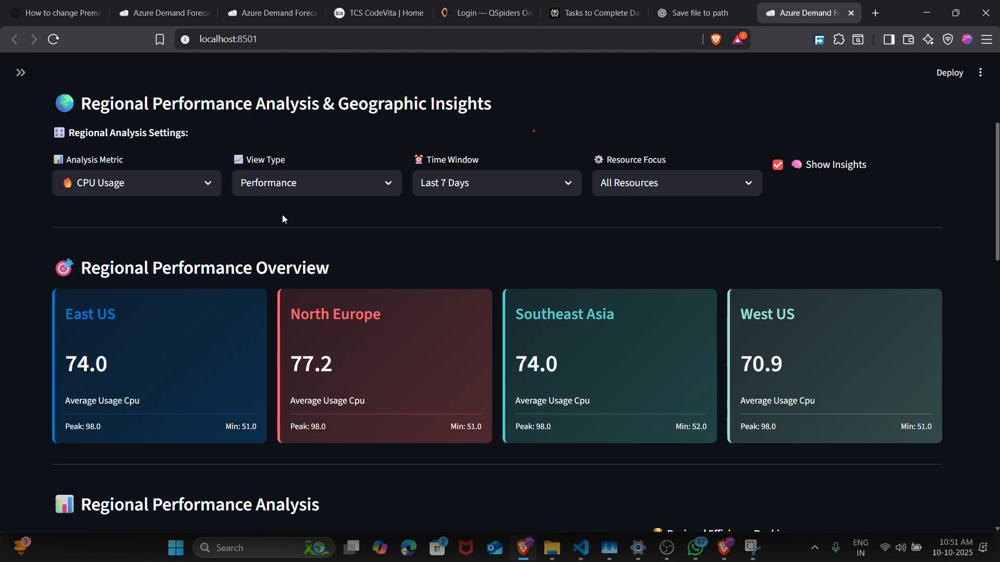 How to change Premi
Azure Demand Foreca
Azure Demand Foreca
tcs TCS CodeVita | Home
Login — QSpiders On
Tasks to Complete Da
Save file to path
Azure Demand Fo
localhost:8501
1
Deploy
Regional Performance Analysis & Geographic Insights
Regional Analysis Settings:
Analysis Metric
View Type
Time Window
Resource Focus
Show Insights
CPU Usage
Performance
Last 7 Days
All Resources
Regional Performance Overview
East US
74.0
Average Usage Cpu
Peak: 98.0 Min: 51.0
North Europe
77.2
Average Usage Cpu
Peak: 98.0 Min: 51.0
Southeast Asia
74.0
Average Usage Cpu
Peak: 98.0 Min: 52.0
West US
70.9
Average Usage Cpu
Peak: 98.0 Min: 51.0
Regional Performance Analysis
3
Search
2
67
ENG
IN
10:51 AM
10-10-2025